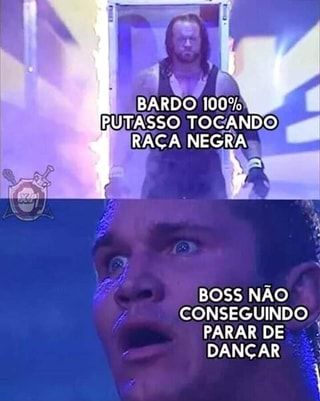 BARDO 100%
PUTASSO TOCANDO
RAÇA NEGRA
BOSS NÃO
CONSEGUINDO
PARAR DE
DANÇAR